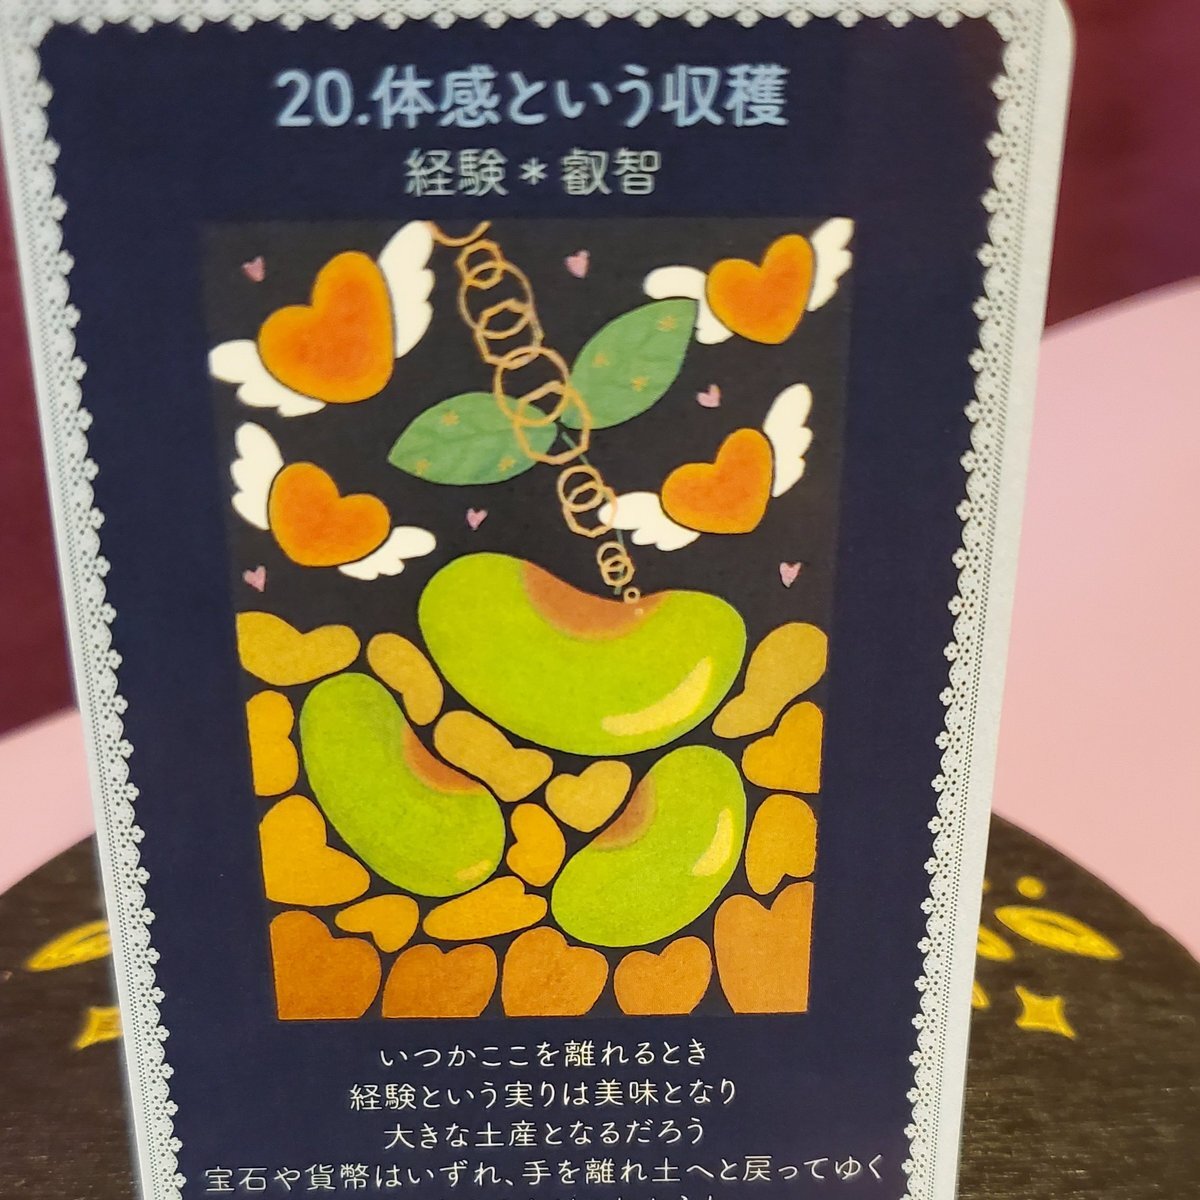 20.体感という収穫
経験＊叡智
いつかここを離れるとき
経験という実りは美味となり
大きな土産となるだろう
宝石や貨幣はいずれ、手を離れ土へと戻ってゆく